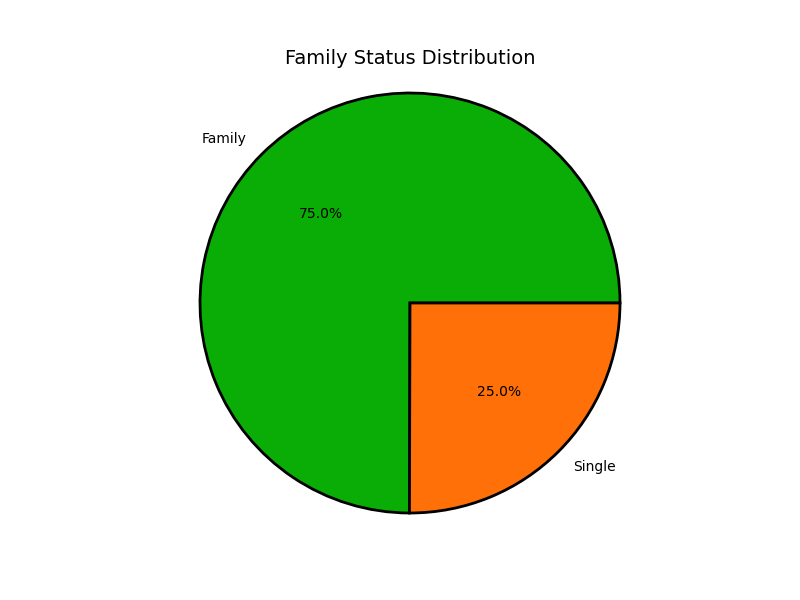 Family Status Distribution
Family
75.0%
25.0%
Single